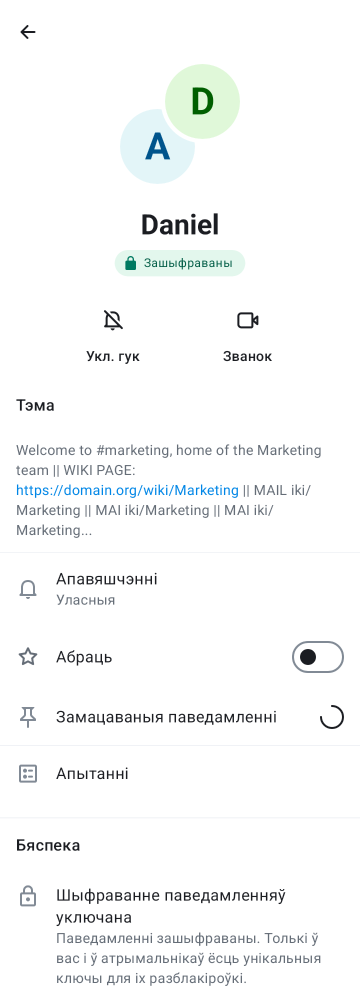 D
A
Daniel
Зашыфраваны
Укл. гук
Званок
Тэма
Welcome to #marketing, home of the Marketing
team || WIKI PAGE:
https://domain.org/wiki/Marketing || MAIL iki/
Marketing || MAI iki/Marketing || MAI iki/
Marketing...
Апавяшчэнні
Уласныя
Абраць
Замацаваныя паведамленні
Апытанні
Бяспека
Шыфраванне паведамленняў
уключана
Паведамленні зашыфраваны. Толькі ў
вас і ў атрымальнікаў ёсць унікальныя
ключы для іх разблакіроўкі.